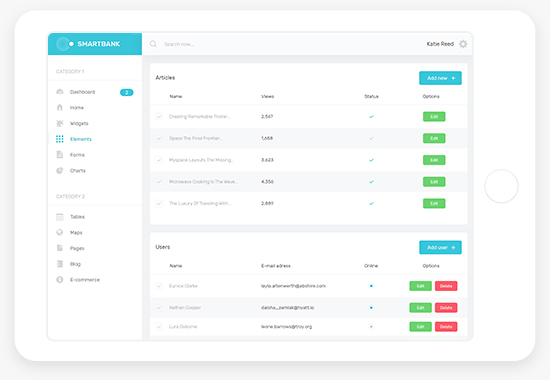 SMARTBANK
Search now...
Katie Reed
CATEGORY 1
Dashboard 2
Home
Widgets
Elements
Forms
Charts
CATEGORY 2
Tables
Maps
Pages
Blog
E-commerce
Articles
Add new +
Name Views Status Options
Creating Remarkable Poster... 2,567 Edit
Space The Final Frontier... 1,658 Edit
Myspace Layouts The Missing... 3,623 Edit
Microwave Cooking Is The Wave... 4,356 Edit
The Luxury Of Traveling With... 2,889 Edit
Users
Add user +
Name E-mail adress Online Options
Eunice Clarke layla.aftenwerth@abshire.com Edit Delete
Nathan Cooper daisha_zemlak@hyatt.io Edit Delete
Lura Osborne leone.barrows@troy.org Edit Delete